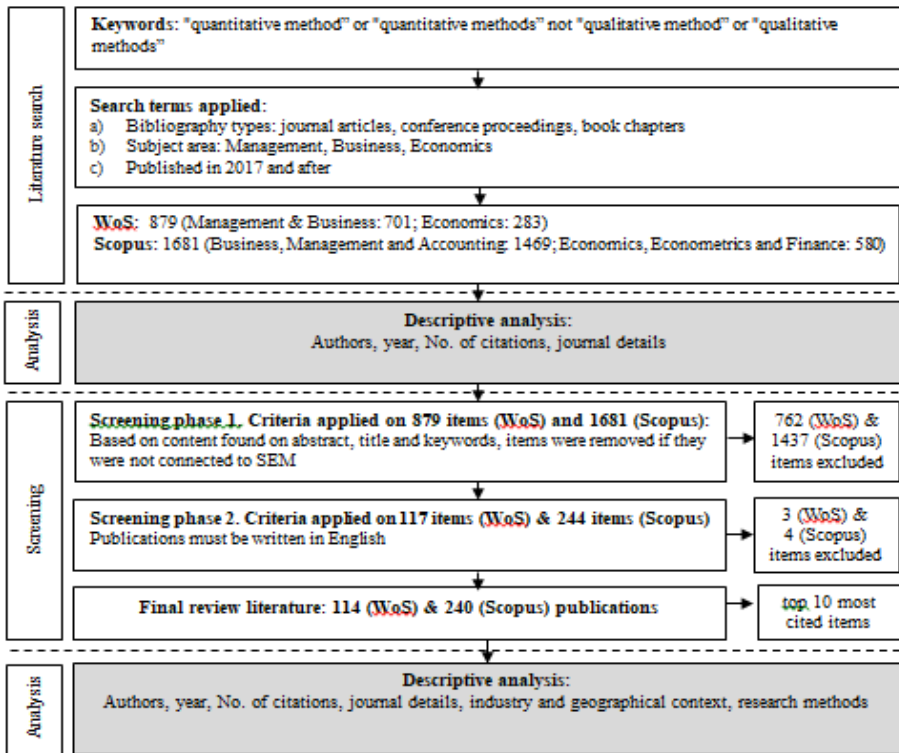 Literature search
Keywords: "quantitative method” or “quantitative methods” not "qualitative method” or "qualitative
methods”
Search terms applied:
a) Bibliography types: journal articles, conference proceedings, book chapters
b) Subject area: Management, Business, Economics
c) Published in 2017 and after
WoS: 879 (Management & Business: 701; Economics: 283)
Scopus: 1681 (Business, Management and Accounting: 1469; Economics, Econometrics and Finance: 580)
Analysis
Descriptive analysis:
Authors, year, No. of citations, journal details
Screening
Screening phase 1. Criteria applied on 879 items (WoS) and 1681 (Scopus):
Based on content found on abstract, title and keywords, items were removed if they
were not connected to SEM
762 (WoS) &
1437 (Scopus)
items excluded
Screening phase 2. Criteria applied on 117 items (WoS) & 244 items (Scopus)
Publications must be written in English
3 (WoS) &
4 (Scopus)
items excluded
Final review literature: 114 (WoS) & 240 (Scopus) publications
top 10 most
cited items
Analysis
Descriptive analysis:
Authors, year, No. of citations, journal details, industry and geographical context, research methods